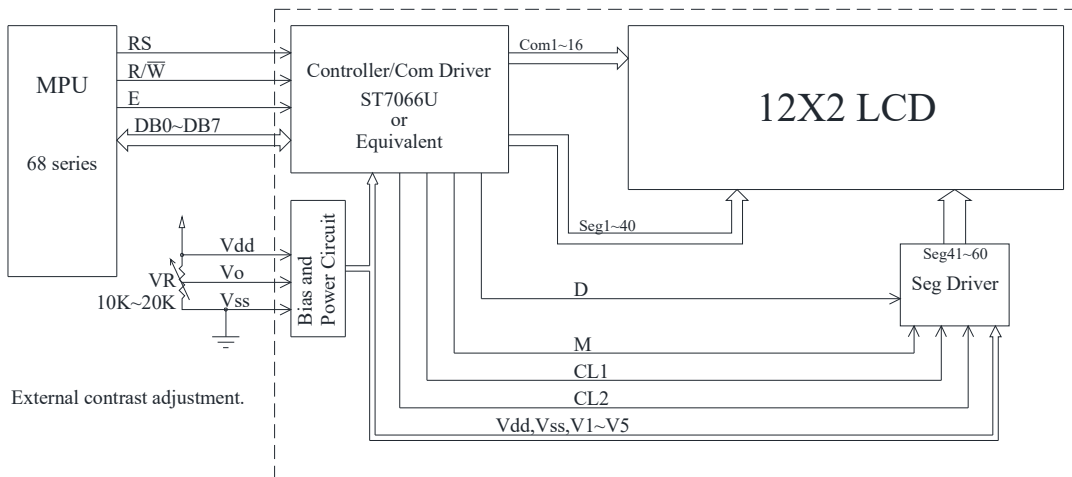 MPU
68 series
RS
R/W̅
E
DB0~DB7
Controller/Com Driver
ST7066U
or
Equivalent
Com1~16
12X2 LCD
Seg1~40
Seg41~60
Seg Driver
Vdd
Vo
Vss
VR
10K~20K
Bias and
Power Circuit
D
M
CL1
CL2
Vdd,Vss,V1~V5
External contrast adjustment.